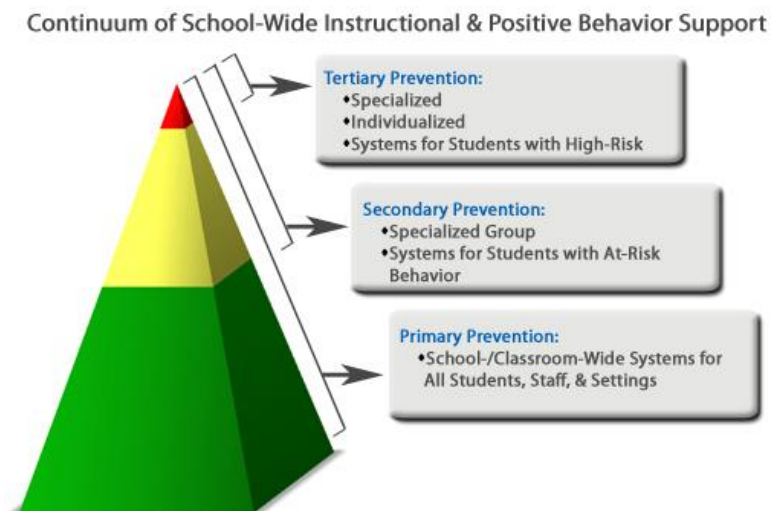 Continuum of School-Wide Instructional & Positive Behavior Support
Tertiary Prevention:
♦Specialized
♦Individualized
♦Systems for Students with High-Risk
Secondary Prevention:
♦Specialized Group
♦Systems for Students with At-Risk
Behavior
Primary Prevention:
♦School-/Classroom-Wide Systems for
All Students, Staff, & Settings